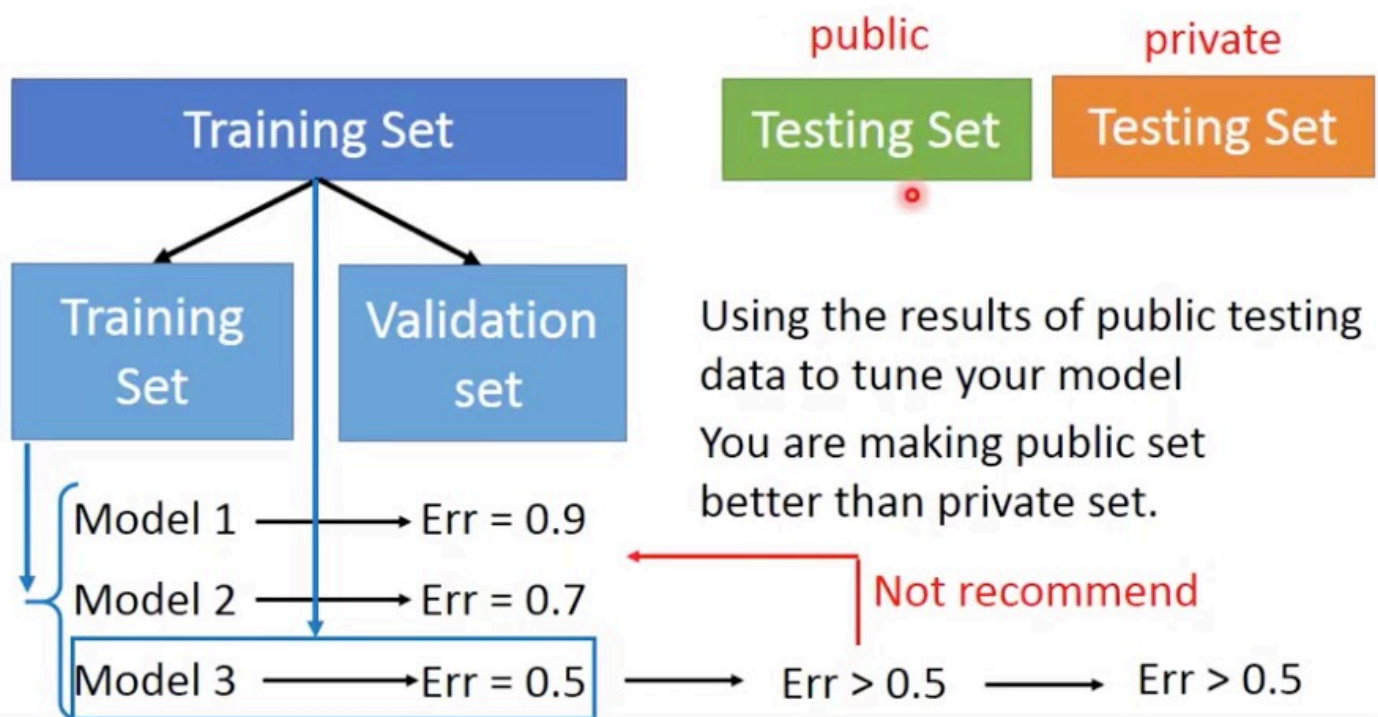 public
private
Training Set
Testing Set
Testing Set
Training
Set
Validation
set
Using the results of public testing
data to tune your model
You are making public set
better than private set.
Model 1
Err = 0.9
Model 2
Err = 0.7
Not recommend
Model 3
Err = 0.5
Err > 0.5
Err > 0.5